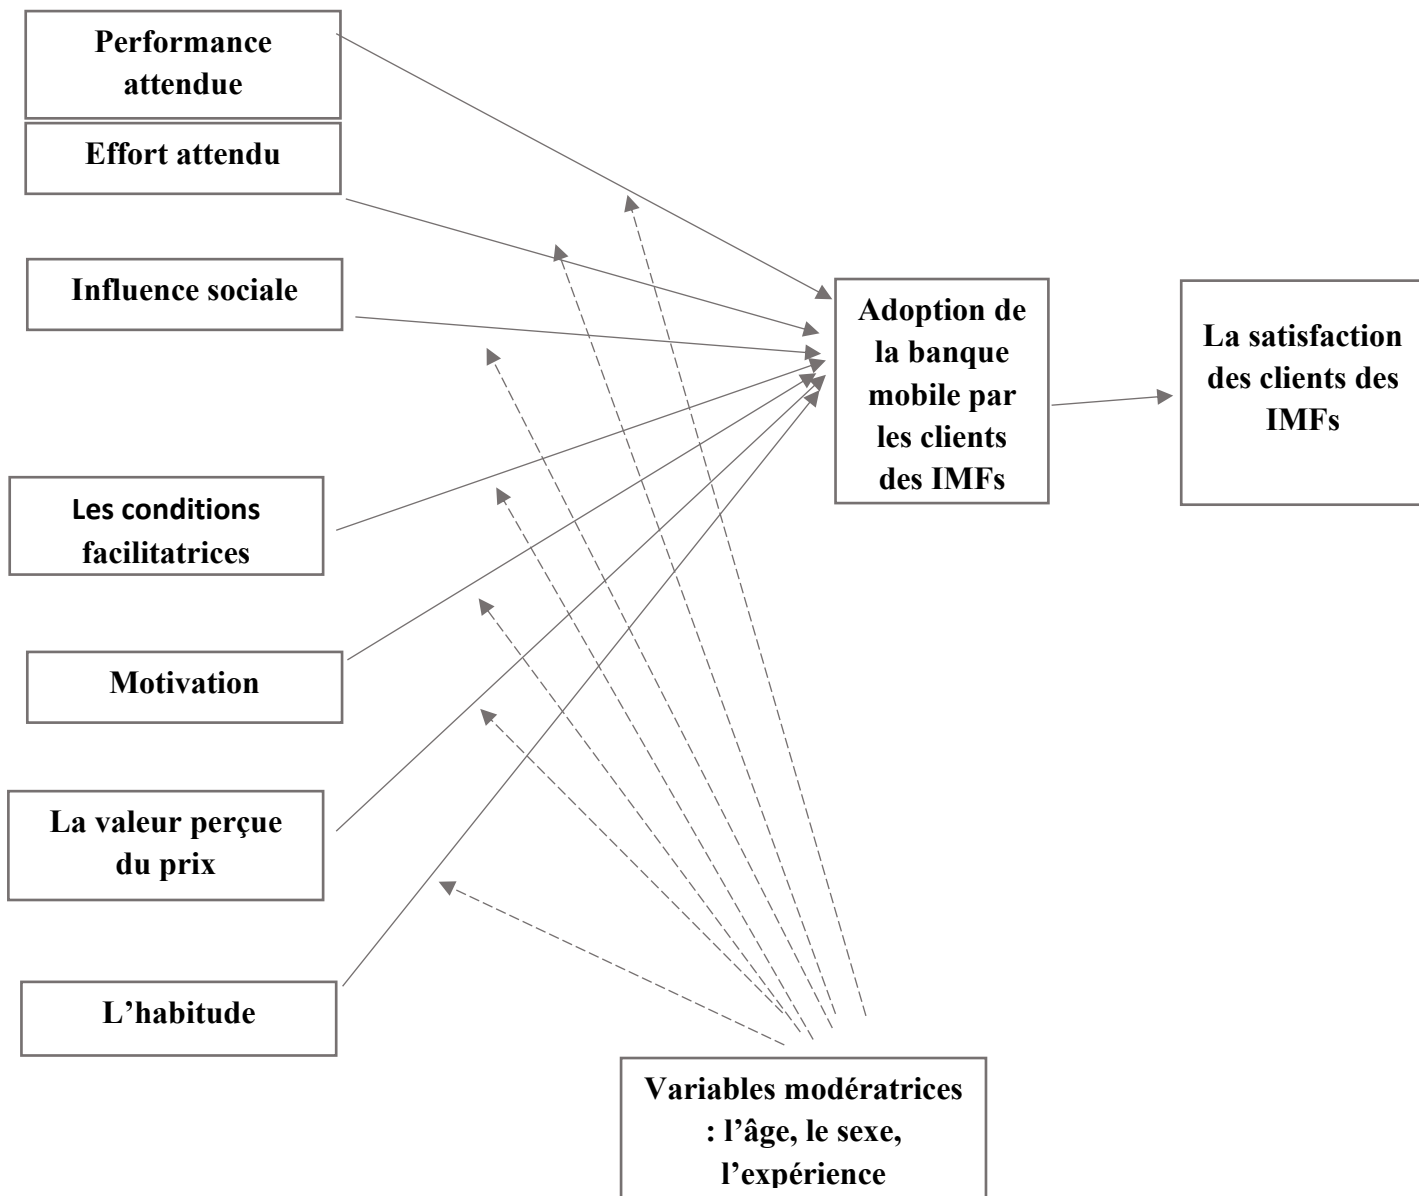 Performance
attendue
Effort attendu
Influence sociale
Les conditions
facilitatrices
Motivation
La valeur perçue
du prix
L’habitude
Adoption de
la banque
mobile par
les clients
des IMFs
La satisfaction
des clients des
IMFs
Variables modératrices
: l’âge, le sexe,
l’expérience